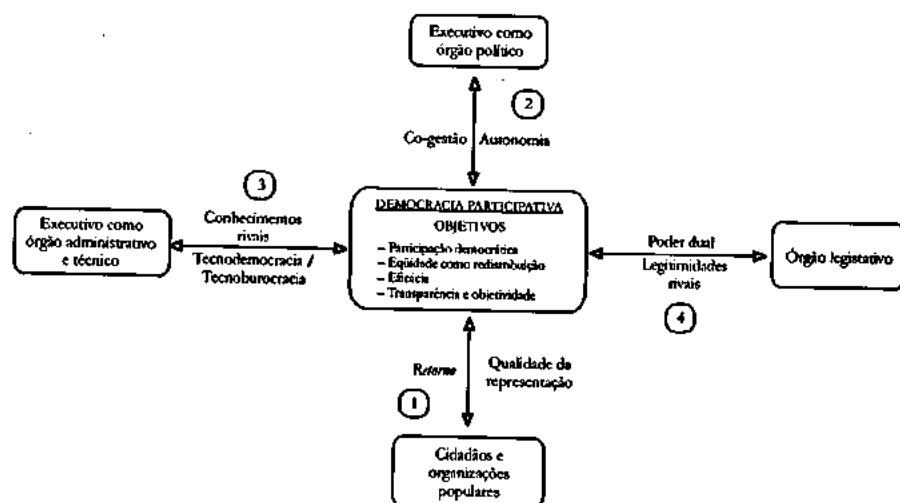 Executivo como
órgão político
2
Co-gestão Autonomia
3
Conhecimentos
rivais
Tecnodemocracia /
Tecnoburocracia
Executivo como
órgão administrativo
e técnico
DEMOCRACIA PARTICIPATIVA
OBJETIVOS
– Participação democrática
– Eqüidade como redistribuição
– Eficácia
– Transparência e objetividade
Poder dual
Legitimidades
rivais
4
Órgão legislativo
Retorno
Qualidade da
representação
1
Cidadãos e
organizações
populares